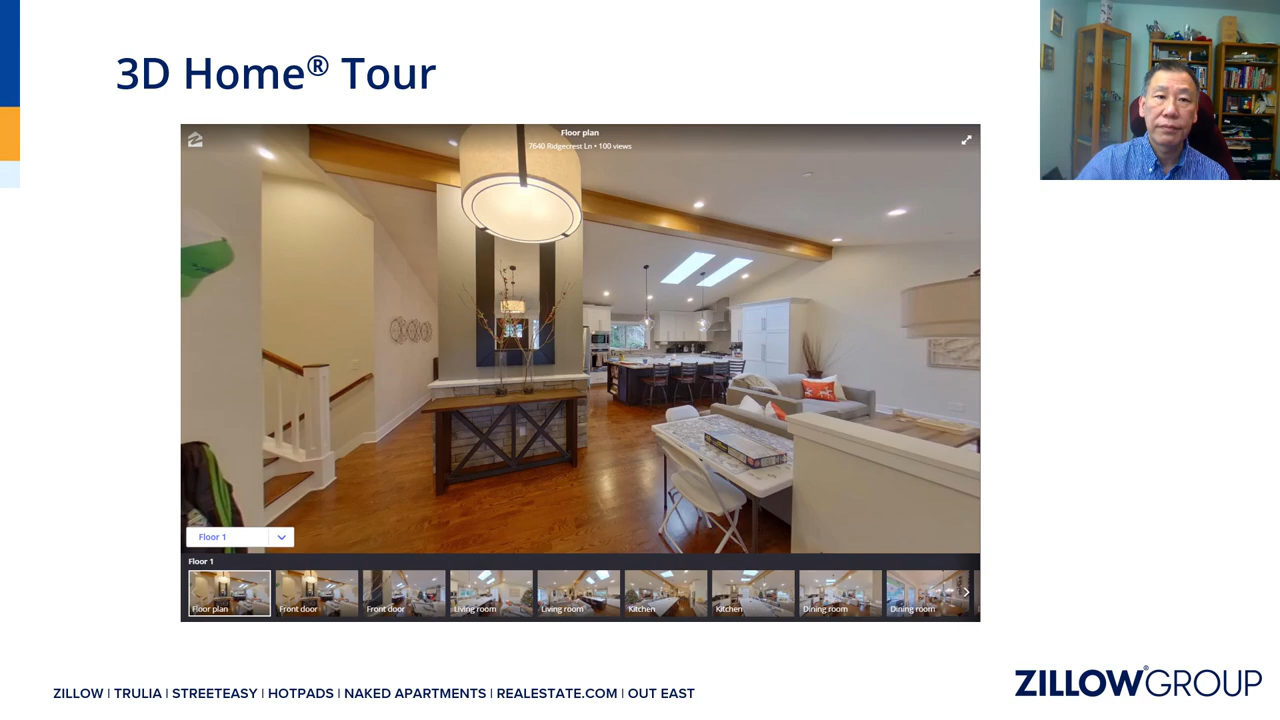 3D Home® Tour
Floor plan
7640 Ridgecrest Ln • 100 views
Floor 1
Floor 1
Floor plan
Front door
Front door
Living room
Living room
Kitchen
Kitchen
Dining room
Dining room
ZILLOW | TRULIA | STREETEASY | HOTPADS | NAKED APARTMENTS | REALESTATE.COM | OUT EAST
ZILLOW® GROUP